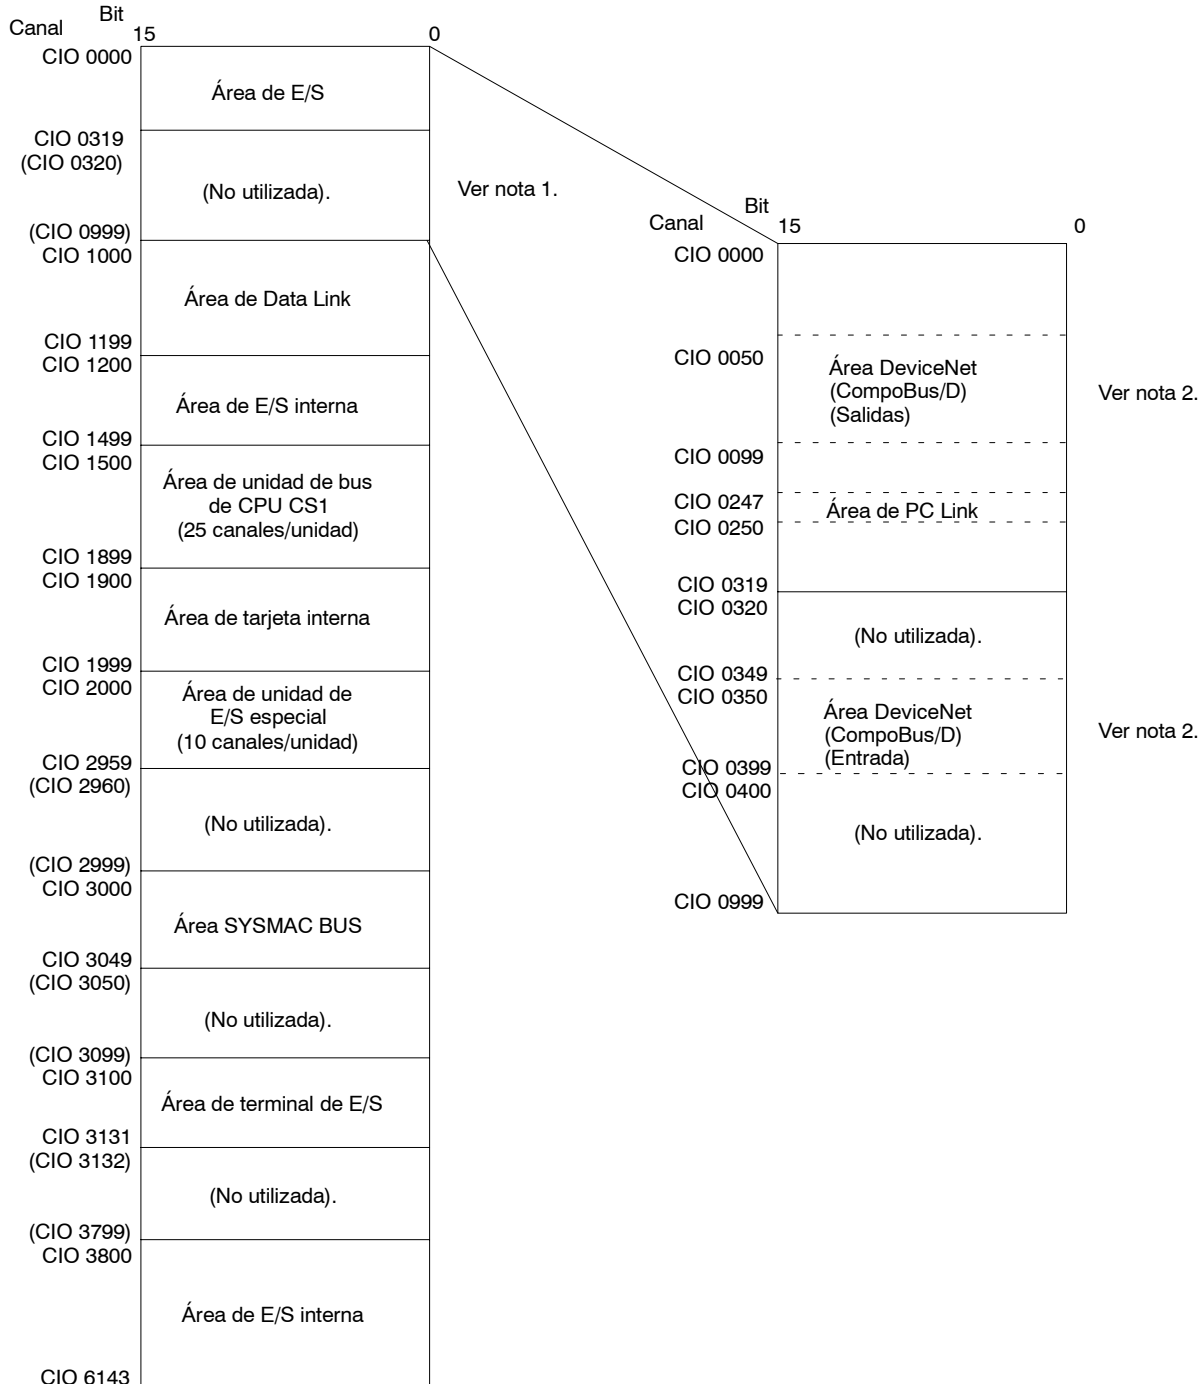 Canal
Bit
15
0
CIO 0000
Área de E/S
CIO 0319
(CIO 0320)
(No utilizada).
Ver nota 1.
(CIO 0999)
CIO 1000
Área de Data Link
CIO 1199
CIO 1200
Área de E/S interna
CIO 1499
CIO 1500
Área de unidad de bus
de CPU CS1
(25 canales/unidad)
CIO 1899
CIO 1900
Área de tarjeta interna
CIO 1999
CIO 2000
Área de unidad de
E/S especial
(10 canales/unidad)
CIO 2959
(CIO 2960)
(No utilizada).
(CIO 2999)
CIO 3000
Área SYSMAC BUS
CIO 3049
(CIO 3050)
(No utilizada).
(CIO 3099)
CIO 3100
Área de terminal de E/S
CIO 3131
(CIO 3132)
(No utilizada).
(CIO 3799)
CIO 3800
Área de E/S interna
CIO 6143
Canal
Bit
15
0
CIO 0000
CIO 0050
Área DeviceNet
(CompoBus/D)
(Salidas)
Ver nota 2.
CIO 0099
CIO 0247
Área de PC Link
CIO 0250
CIO 0319
CIO 0320
(No utilizada).
CIO 0349
CIO 0350
Área DeviceNet
(CompoBus/D)
(Entrada)
Ver nota 2.
CIO 0399
CIO 0400
(No utilizada).
CIO 0999